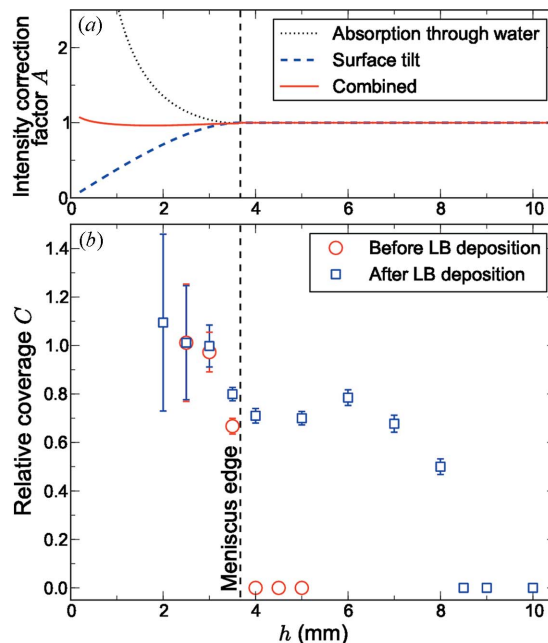 (a)
Absorption through water
Surface tilt
Combined
Intensity correction
factor A
2
1
0
(b)
Before LB deposition
After LB deposition
Relative coverage C
1.4
1.2
1.0
0.8
0.6
0.4
0.2
0.0
Meniscus edge
0 2 4 6 8 10
h (mm)